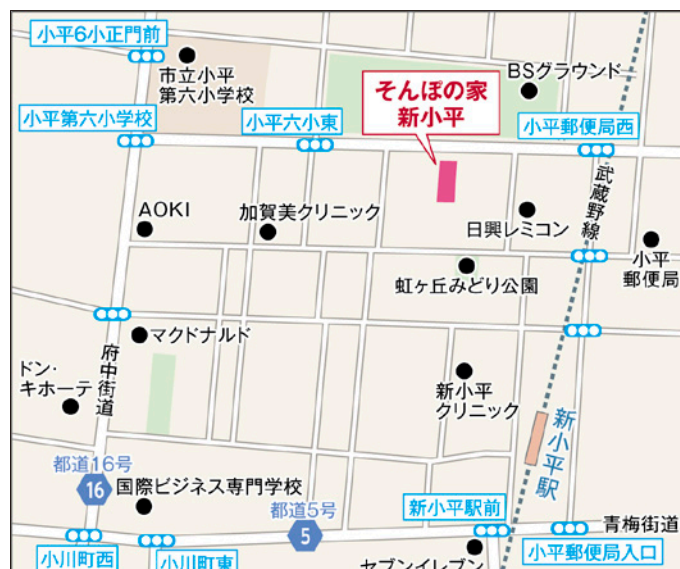 小平6小正門前
市立小平
第六小学校
BSグラウンド
そんぽの家
新小平
小平第六小学校
小平六小東
小平郵便局西
武蔵野線
AOKI
加賀美クリニック
日興レミコン
小平
郵便局
虹ヶ丘みどり公園
マクドナルド
府中街道
ドン・
キホーテ
新小平
クリニック
新小平駅
都道16号
16
国際ビジネス専門学校
都道5号
5
新小平駅前
青梅街道
小川町西
小川町東
セブンイレブン
小平郵便局入口